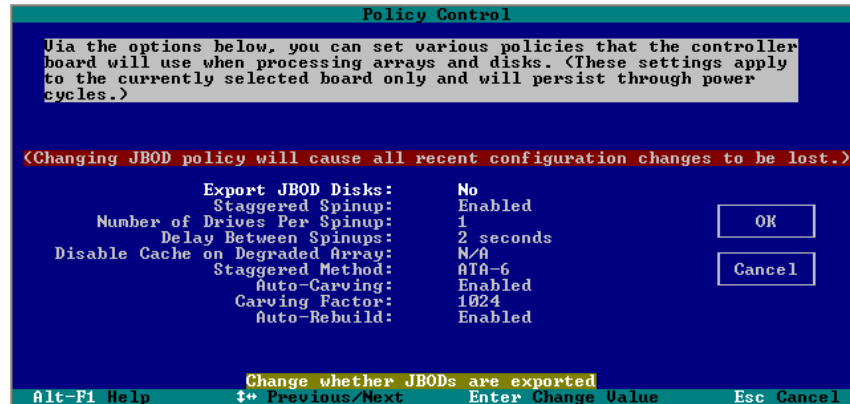 Policy Control
Via the options below, you can set various policies that the controller
board will use when processing arrays and disks. (These settings apply
to the currently selected board only and will persist through power
cycles.)
(Changing JBOD policy will cause all recent configuration changes to be lost.)
Export JBOD Disks: No
Staggered Spinup: Enabled
Number of Drives Per Spinup: 1
Delay Between Spinups: 2 seconds
Disable Cache on Degraded Array: N/A
Staggered Method: ATA-6
Auto-Carving: Enabled
Carving Factor: 1024
Auto-Rebuild: Enabled
OK
Cancel
Change whether JBODs are exported
Alt-F1 Help ↕↔ Previous/Next Enter Change Value Esc Cancel